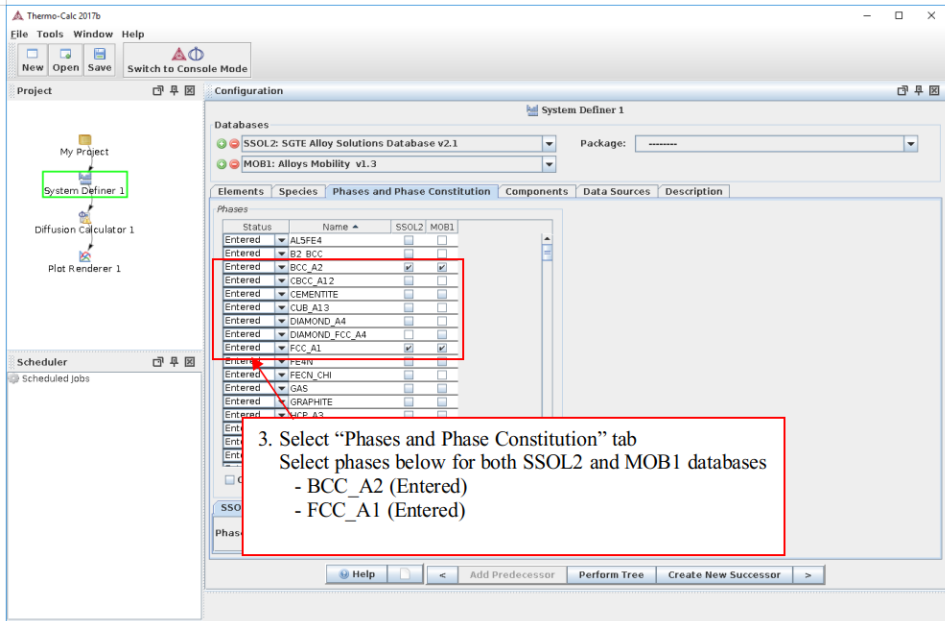 Thermo-Calc 2017b
File Tools Window Help
New Open Save Switch to Console Mode
Project
My Project
System Definer 1
Diffusion Calculator 1
Plot Renderer 1
Scheduler
Scheduled Jobs
Configuration
System Definer 1
Databases
SSOL2: SGTE Alloy Solutions Database v2.1
Package: --------
MOB1: Alloys Mobility v1.3
Elements Species Phases and Phase Constitution Components Data Sources Description
Phases
Status Name SSOL2 MOB1
Entered AL5FE4
Entered B2_BCC
Entered BCC_A2
Entered CBCC_A12
Entered CEMENTITE
Entered CUB_A13
Entered DIAMOND_A4
Entered DIAMOND_FCC_A4
Entered FCC_A1
Entered FE4N
Entered FECN_CHI
Entered GAS
Entered GRAPHITE
Entered HCP_A3
3. Select “Phases and Phase Constitution” tab
Select phases below for both SSOL2 and MOB1 databases
- BCC_A2 (Entered)
- FCC_A1 (Entered)
Help < Add Predecessor Perform Tree Create New Successor >